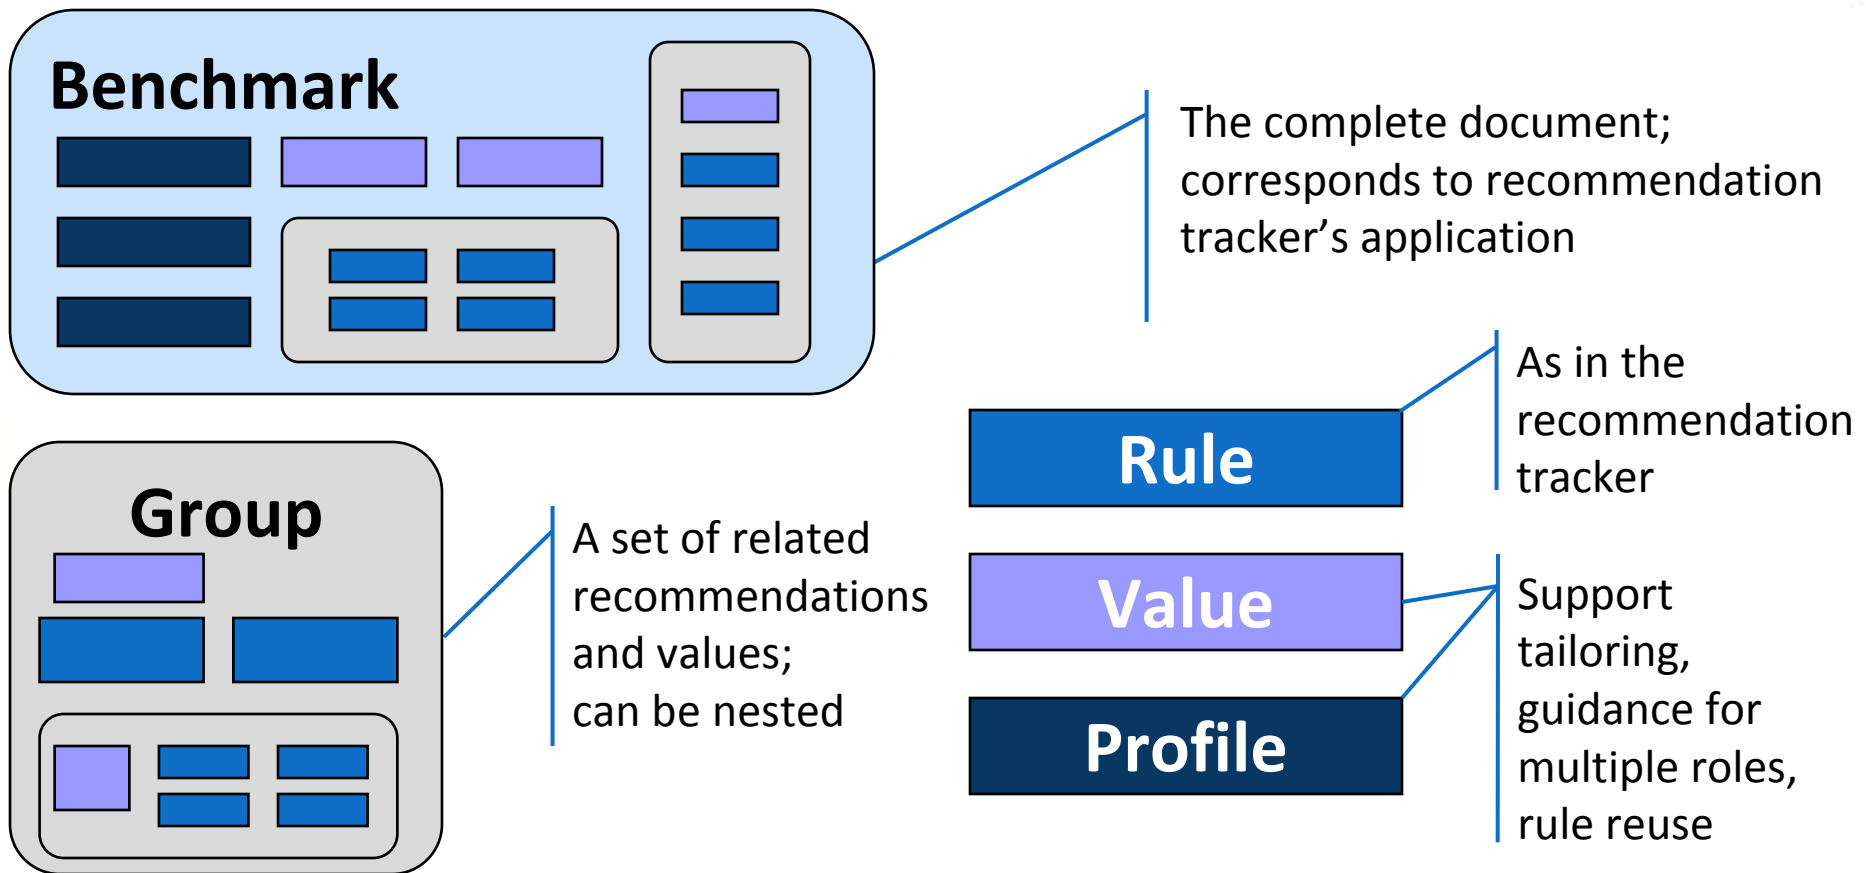 Benchmark
The complete document;
corresponds to recommendation
tracker’s application
Group
A set of related
recommendations
and values;
can be nested
Rule
As in the
recommendation
tracker
Value
Profile
Support
tailoring,
guidance for
multiple roles,
rule reuse